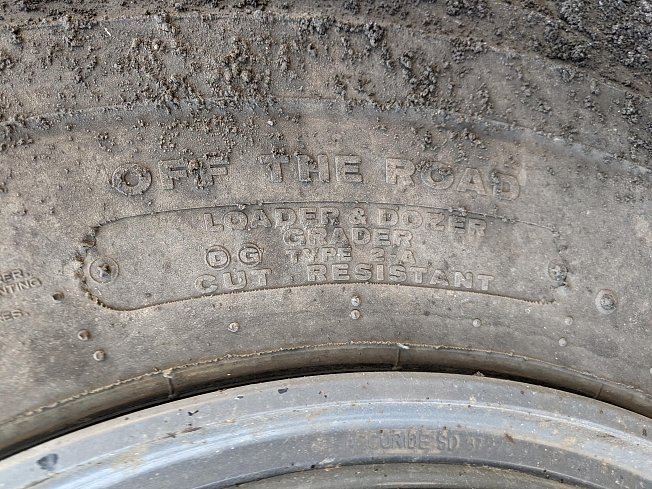 OFF THE ROAD
LOADER & DOZER
GRADER
DG TYPE 2-A
CUT RESISTANT